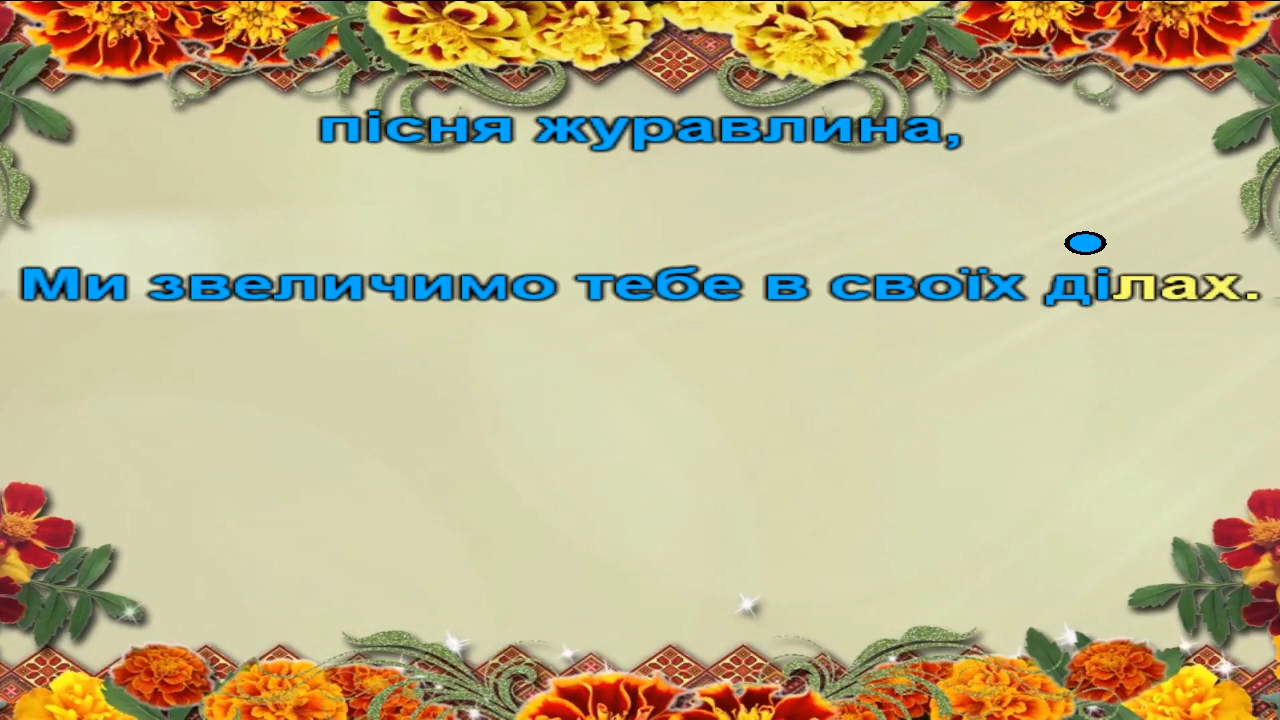 пісня журавлина,
Ми звеличимо тебе в своїх ділах.